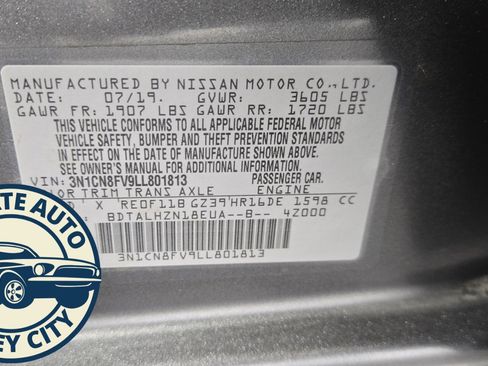 MANUFACTURED BY NISSAN MOTOR CO., LTD.
DATE: 07/19. GVWR: 3605 LBS
GAWR FR: 1907 LBS GAWR RR: 1720 LBS
THIS VEHICLE CONFORMS TO ALL APPLICABLE FEDERAL MOTOR
VEHICLE SAFETY, BUMPER AND THEFT PREVENTION STANDARDS
IN EFFECT ON THE DATE OF MANUFACTURE SHOWN ABOVE.
SEE OWNER'S MANUAL FOR ADDITIONAL INFORMATION.
VIN: 3N1CN8FV9LL801813 PASSENGER CAR.
TRIM TRANS AXLE ENGINE
X RE0F11B GZ39 HR16DE 1598 CC
BDTALHZN18EUA--B-- 4Z000
3N1CN8FV9LL801813
AUTO
CITY